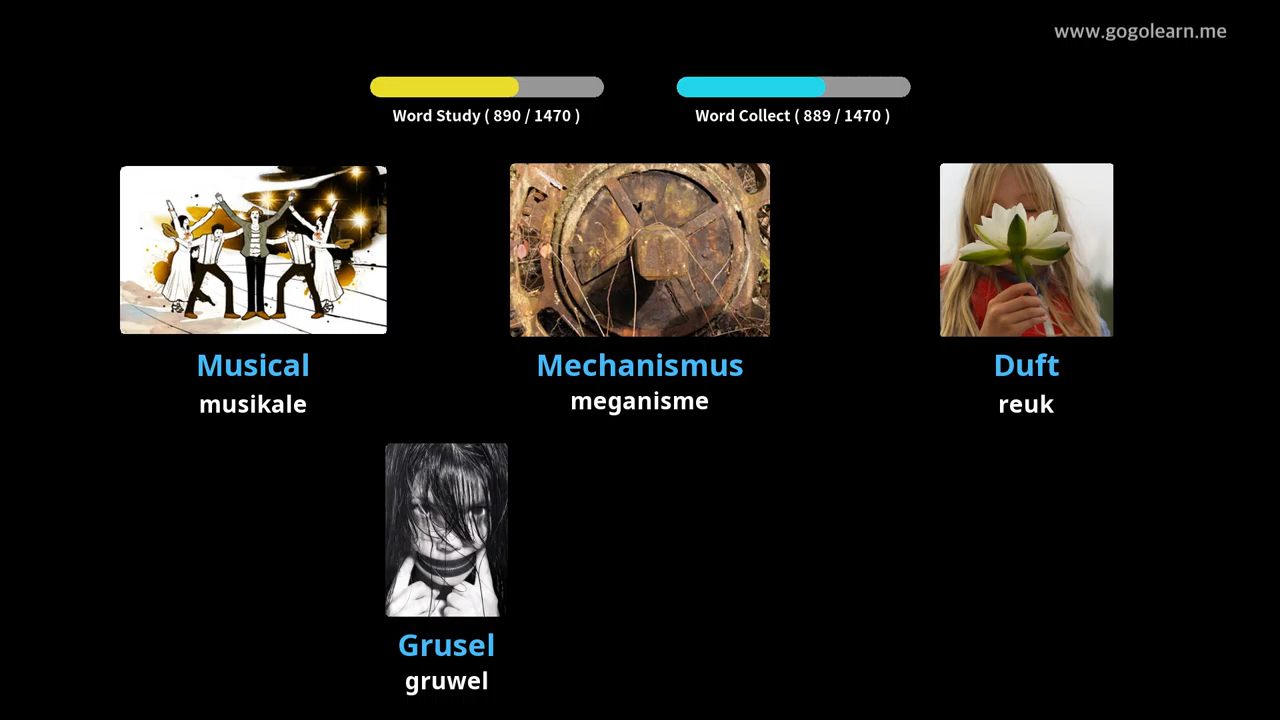 www.gogolearn.me
Word Study ( 890 / 1470 )
Word Collect ( 889 / 1470 )
Musical
musikale
Mechanismus
meganisme
Duft
reuk
Grusel
gruwel